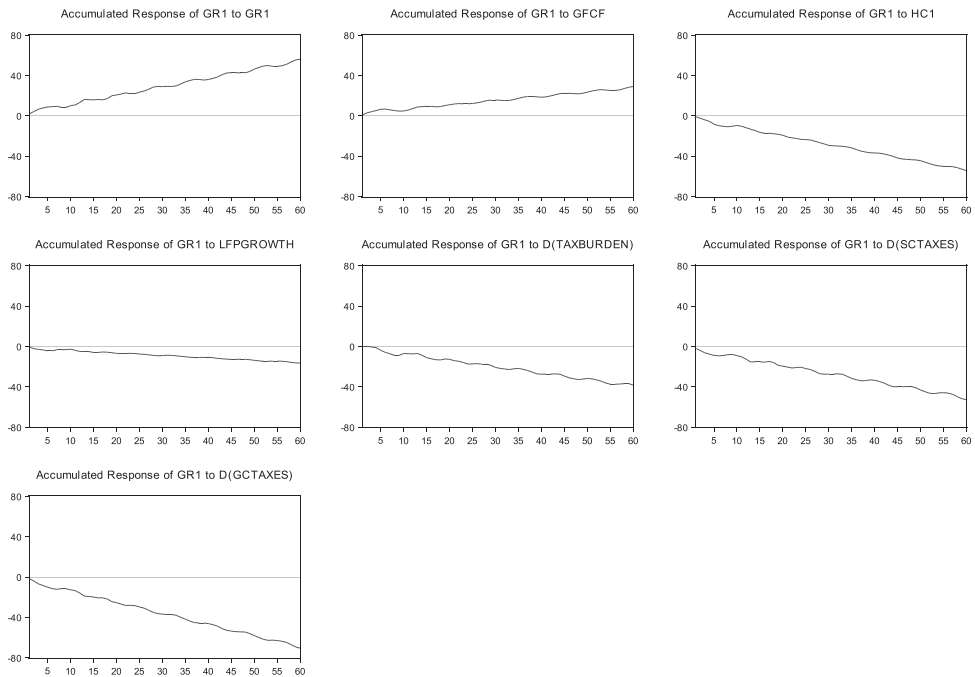 Accumulated Response of GR1 to GR1
80
40
0
-40
-80
5 10 15 20 25 30 35 40 45 50 55 60
Accumulated Response of GR1 to GFCF
80
40
0
-40
-80
5 10 15 20 25 30 35 40 45 50 55 60
Accumulated Response of GR1 to HC1
80
40
0
-40
-80
5 10 15 20 25 30 35 40 45 50 55 60
Accumulated Response of GR1 to LFPGROWTH
80
40
0
-40
-80
5 10 15 20 25 30 35 40 45 50 55 60
Accumulated Response of GR1 to D(TAXBURDEN)
80
40
0
-40
-80
5 10 15 20 25 30 35 40 45 50 55 60
Accumulated Response of GR1 to D(SCTAXES)
80
40
0
-40
-80
5 10 15 20 25 30 35 40 45 50 55 60
Accumulated Response of GR1 to D(GCTAXES)
80
40
0
-40
-80
5 10 15 20 25 30 35 40 45 50 55 60